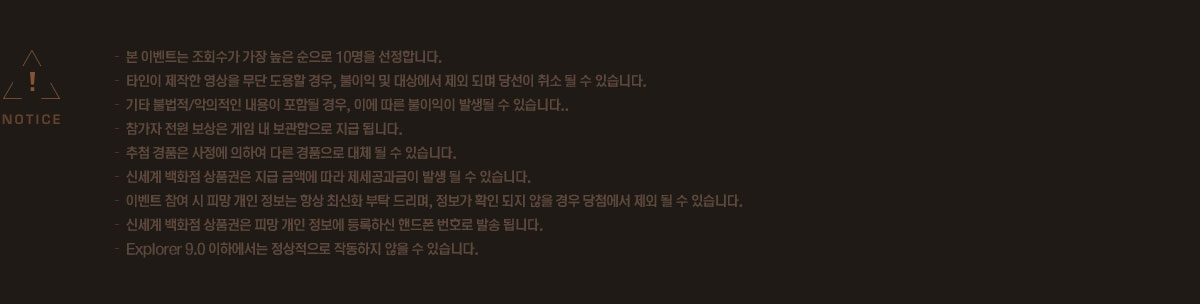 !
NOTICE
- 본 이벤트는 조회수가 가장 높은 순으로 10명을 선정합니다.
- 타인이 제작한 영상을 무단 도용할 경우, 불이익 및 대상에서 제외 되며 당선이 취소 될 수 있습니다.
- 기타 불법적/악의적인 내용이 포함될 경우, 이에 따른 불이익이 발생될 수 있습니다..
- 참가자 전원 보상은 게임 내 보관함으로 지급 됩니다.
- 추첨 경품은 사정에 의하여 다른 경품으로 대체 될 수 있습니다.
- 신세계 백화점 상품권은 지급 금액에 따라 제세공과금이 발생 될 수 있습니다.
- 이벤트 참여 시 피망 개인 정보는 항상 최신화 부탁 드리며, 정보가 확인 되지 않을 경우 당첨에서 제외 될 수 있습니다.
- 신세계 백화점 상품권은 피망 개인 정보에 등록하신 핸드폰 번호로 발송 됩니다.
- Explorer 9.0 이하에서는 정상적으로 작동하지 않을 수 있습니다.